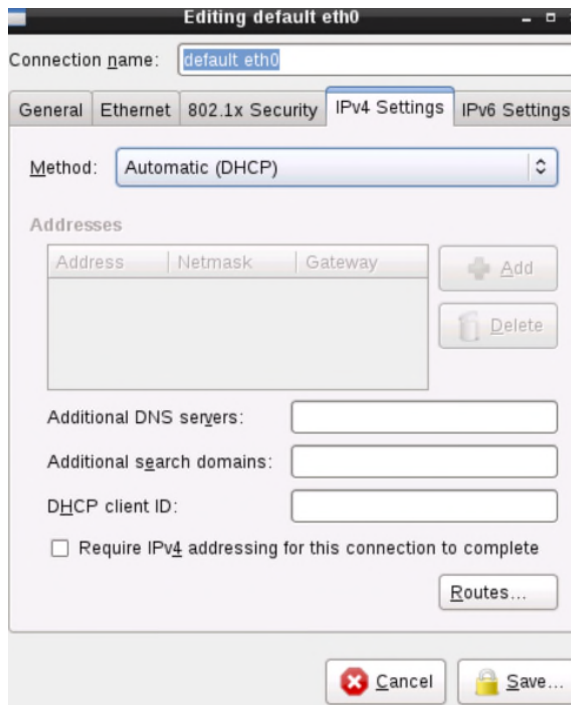 Editing default eth0
Connection name: default eth0
General Ethernet 802.1x Security IPv4 Settings IPv6 Settings
Method: Automatic (DHCP)
Addresses
Address Netmask Gateway
Add
Delete
Additional DNS servers:
Additional search domains:
DHCP client ID:
Require IPv4 addressing for this connection to complete
Routes...
Cancel Save...